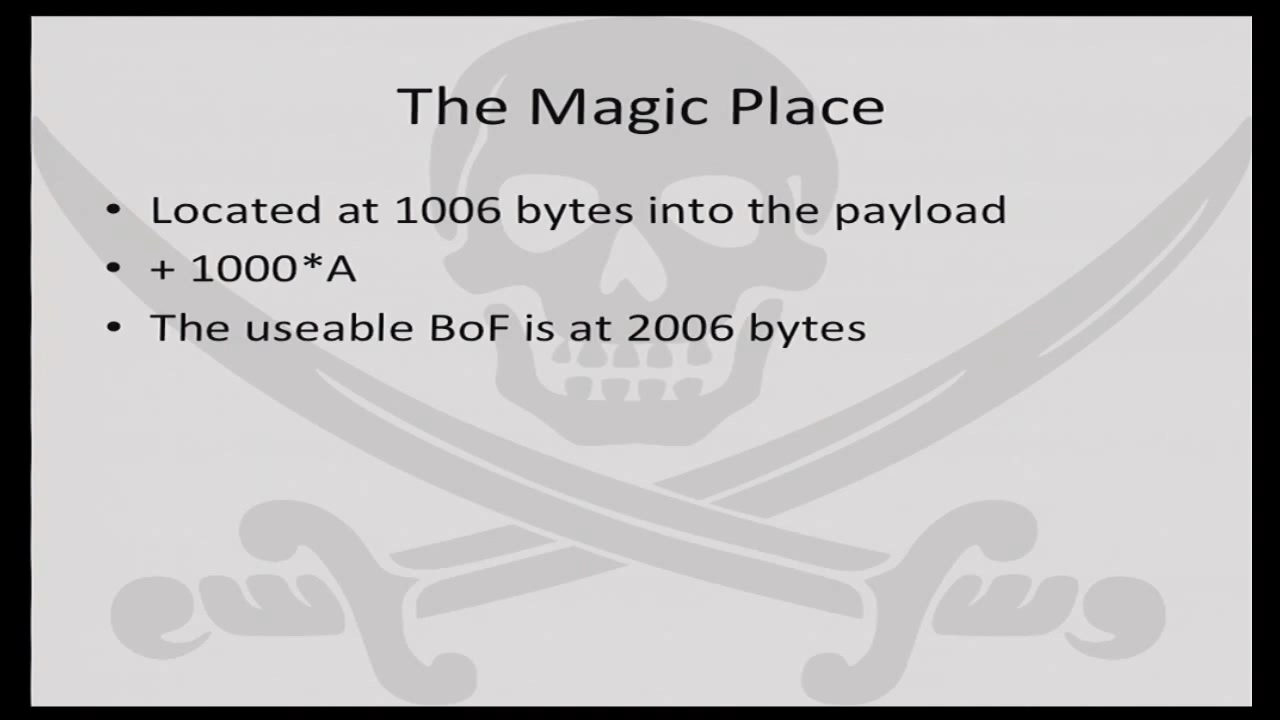 The Magic Place
• Located at 1006 bytes into the payload
• + 1000*A
• The useable BoF is at 2006 bytes